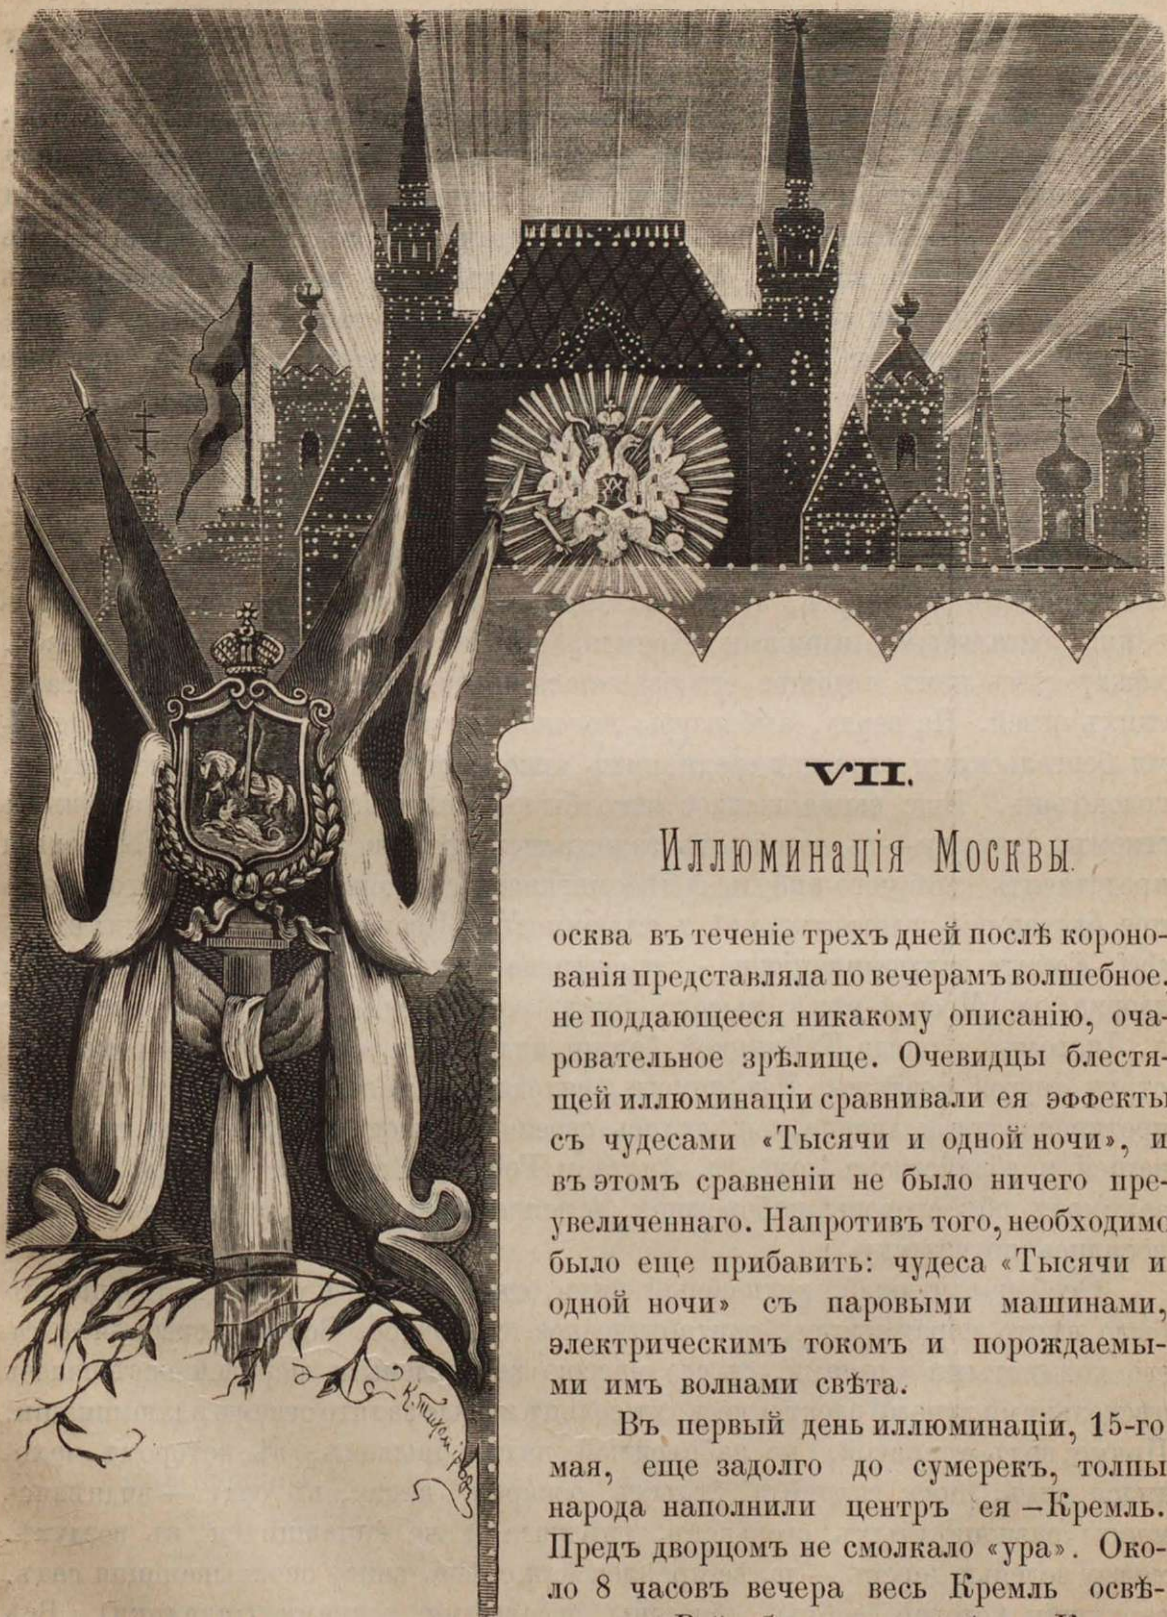 VII.
Иллюминація Москвы.
осква въ теченіе трехъ дней послѣ короно-
ванія представляла по вечерамъ волшебное.
не поддающееся никакому описанію, оча-
ровательное зрѣлище. Очевидцы блестя-
щей иллюминаціи сравнивали ея эффекты
съ чудесами «Тысячи и одной ночи», и
въ этомъ сравненіи не было ничего пре-
увеличеннаго. Напротивъ того, необходимо
было еще прибавить: чудеса «Тысячи и
одной ночи» съ паровыми машинами,
электрическимъ токомъ и порождаемы-
ми имъ волнами свѣта.
Въ первый день иллюминаціи, 15-го
мая, еще задолго до сумерекъ, толпы
народа наполнили центръ ея —Кремль.
Предъ дворцомъ не смолкало «ура». Око-
ло 8 часовъ вечера весь Кремль освѣ-